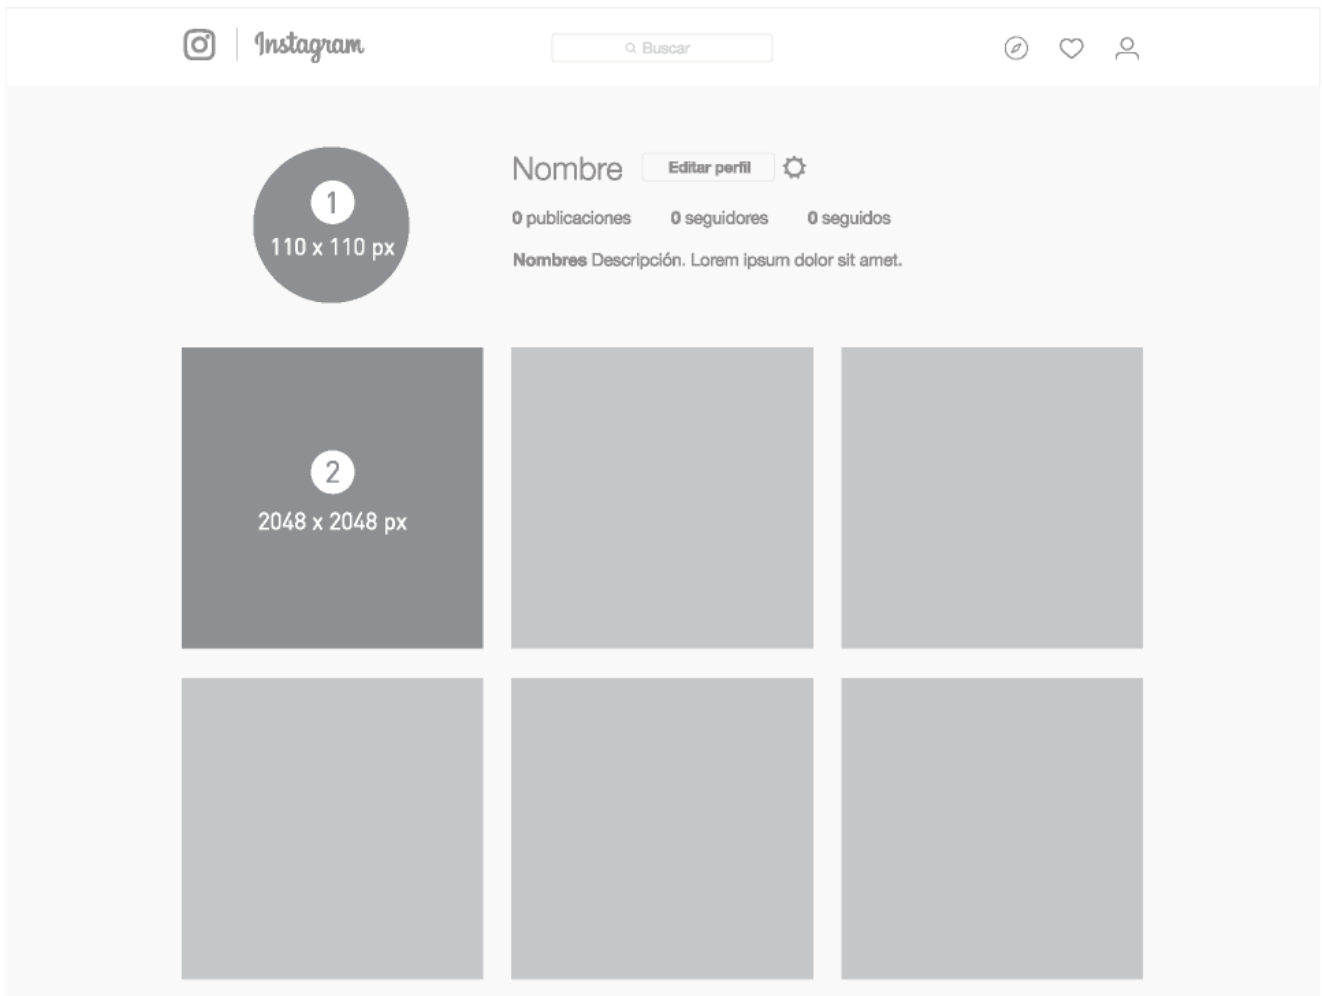 Instagram
Buscar
Nombre Editar perfil
1
110 x 110 px
0 publicaciones 0 seguidores 0 seguidos
Nombres Descripción. Lorem ipsum dolor sit amet.
2
2048 x 2048 px